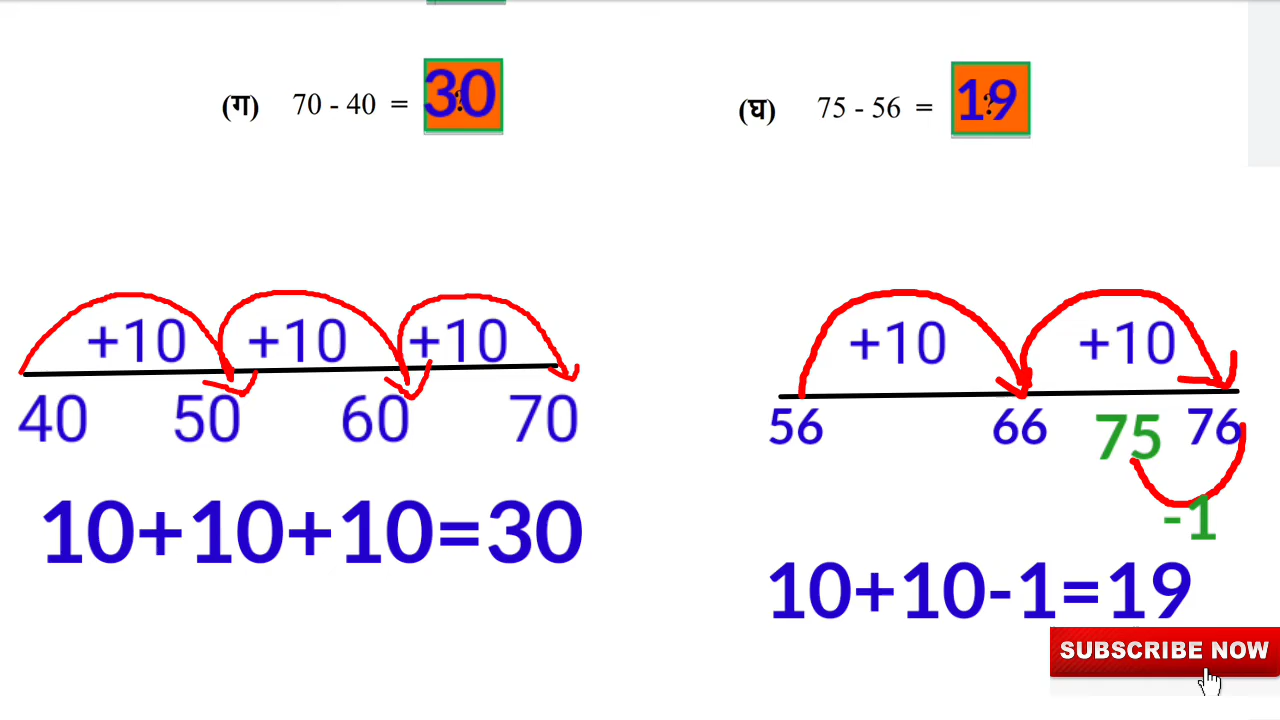 (ग) 70 - 40 = 30
(घ) 75 - 56 = 19
+10 +10 +10
40 50 60 70
10+10+10=30
+10 +10
56 66 75 76
-1
10+10-1=19
SUBSCRIBE NOW